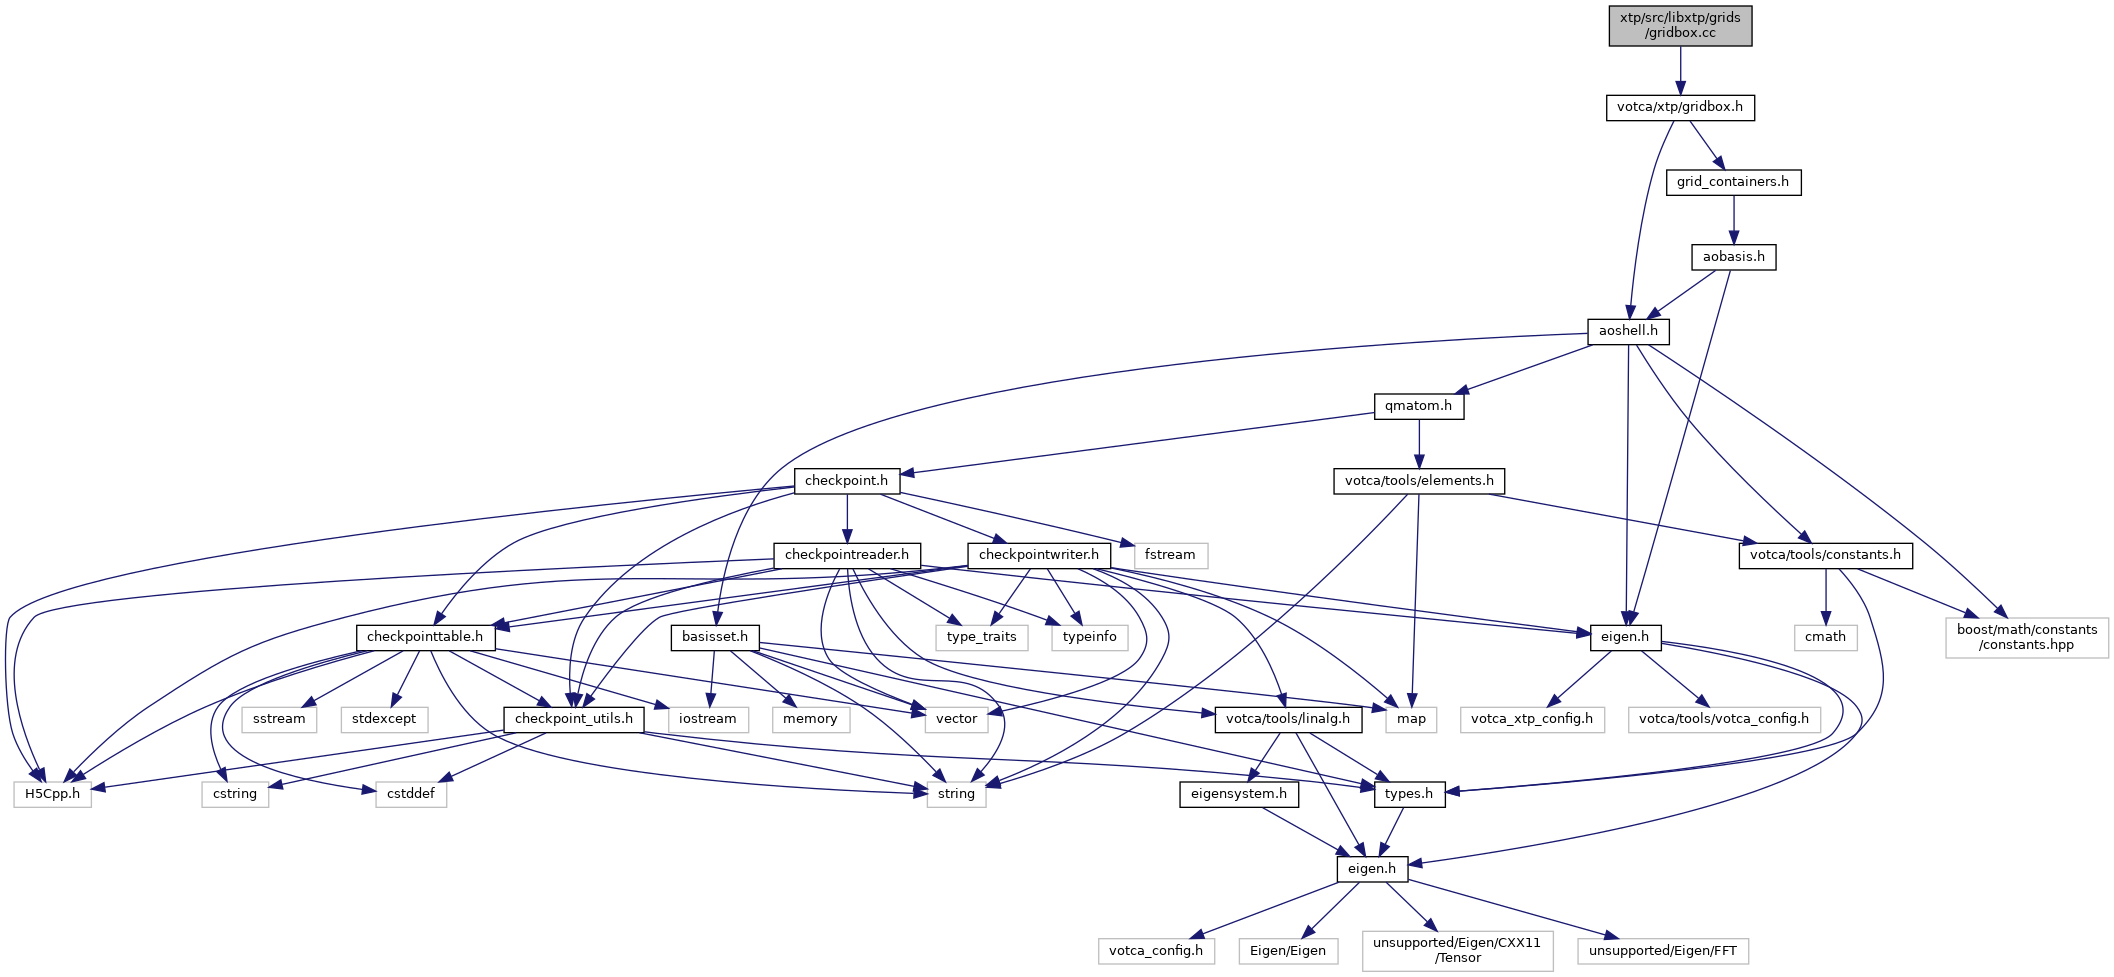 xtp/src/libxtp/grids
/gridbox.cc
votca/xtp/gridbox.h
grid_containers.h
aobasis.h
aoshell.h
qmatom.h
checkpoint.h
votca/tools/elements.h
checkpointreader.h
checkpointwriter.h
fstream
votca/tools/constants.h
checkpointtable.h
basisset.h
type_traits
typeinfo
eigen.h
cmath
boost/math/constants
/constants.hpp
sstream
stdexcept
checkpoint_utils.h
iostream
memory
vector
votca/tools/linalg.h
map
votca_xtp_config.h
votca/tools/votca_config.h
H5Cpp.h
cstring
cstddef
string
eigensystem.h
types.h
eigen.h
votca_config.h
Eigen/Eigen
unsupported/Eigen/CXX11
/Tensor
unsupported/Eigen/FFT